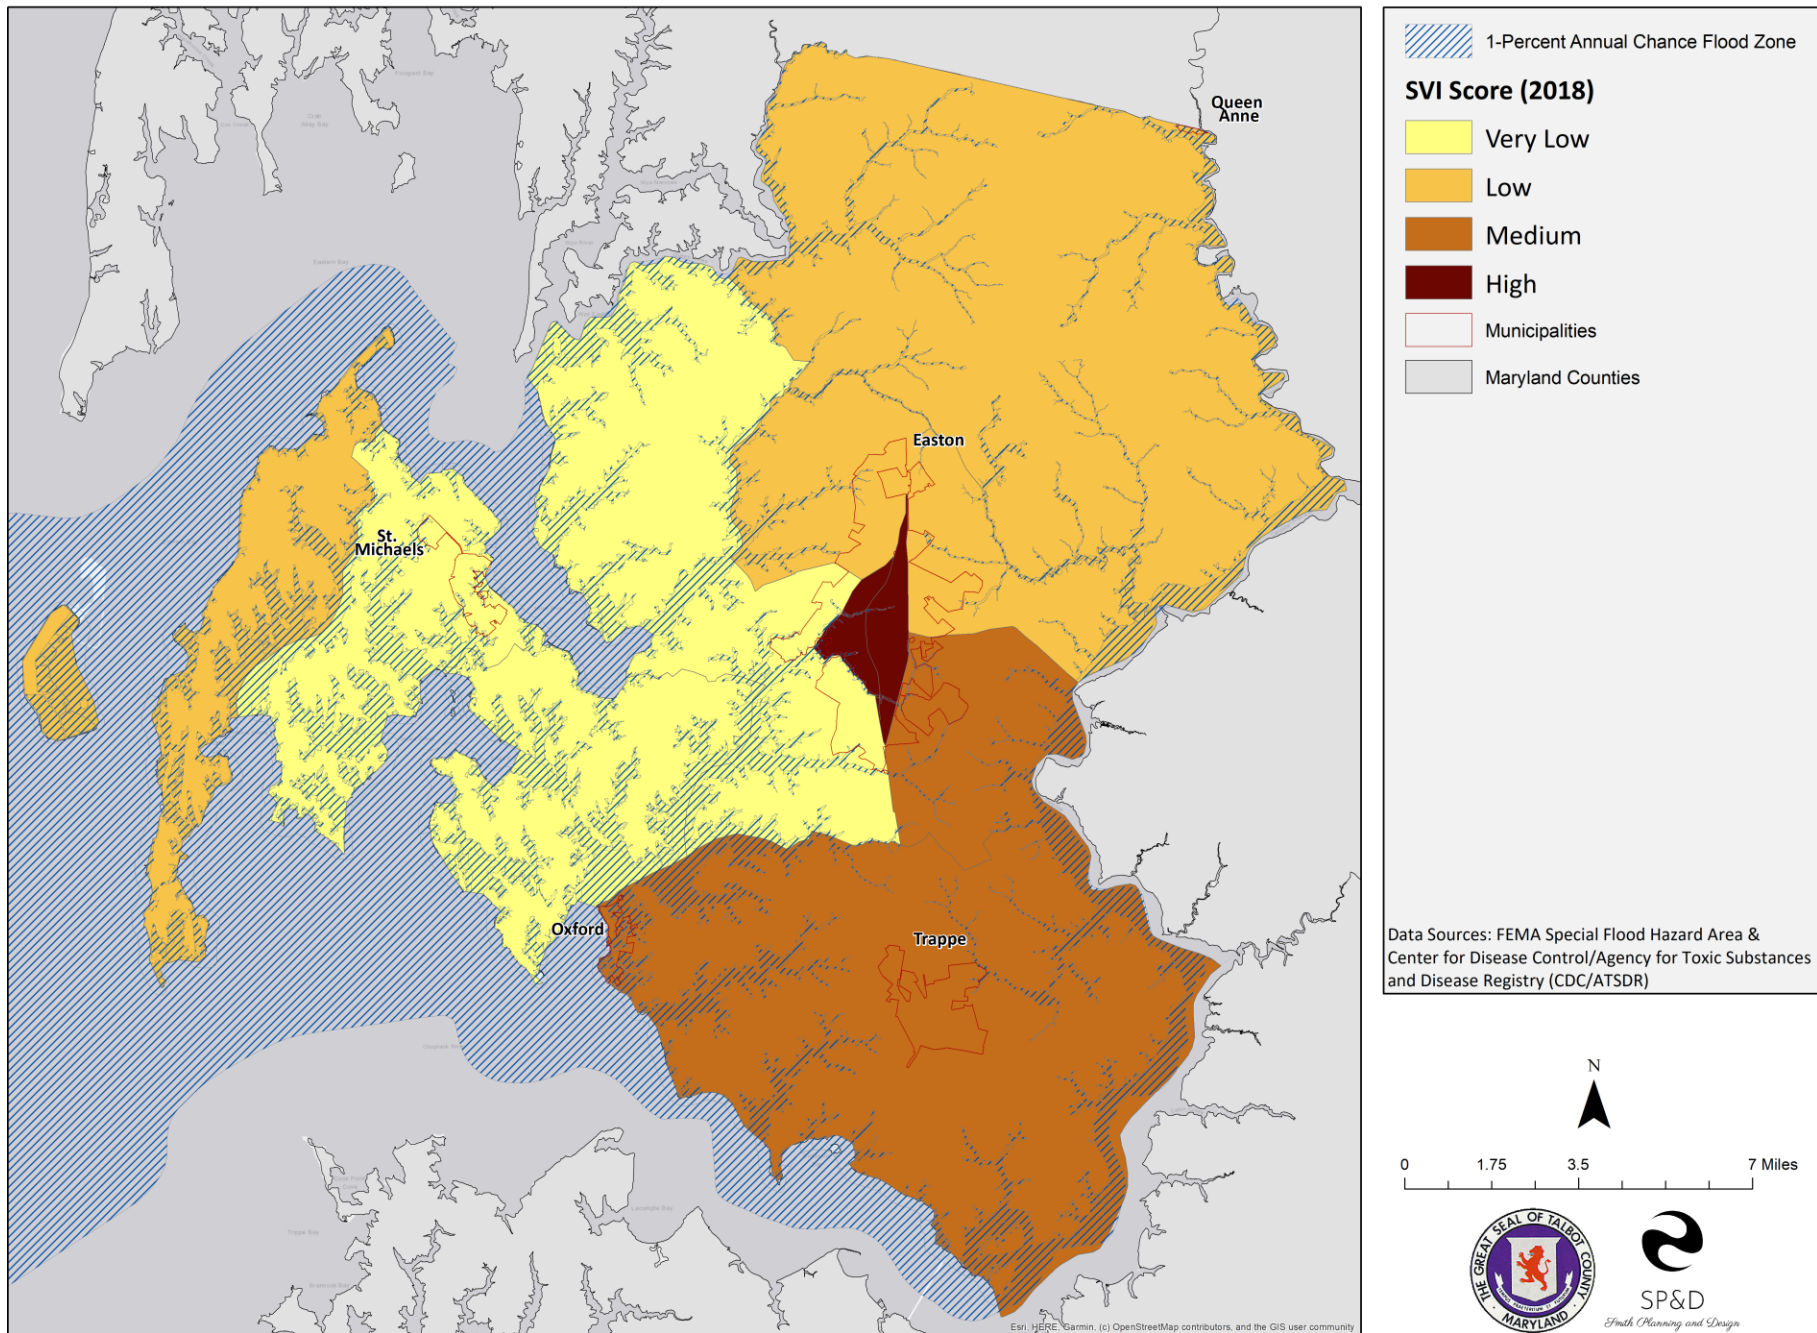 1-Percent Annual Chance Flood Zone
SVI Score (2018)
Very Low
Low
Medium
High
Municipalities
Maryland Counties
Queen
Anne
Easton
St.
Michaels
Oxford
Trappe
Eastern Bay
Data Sources: FEMA Special Flood Hazard Area &
Center for Disease Control/Agency for Toxic Substances
and Disease Registry (CDC/ATSDR)
N
0 1.75 3.5 7 Miles
THE GREAT SEAL OF TALBOT COUNTY
MARYLAND
SP&D
Smith Planning and Design
Esri, HERE, Garmin, (c) OpenStreetMap contributors, and the GIS user community